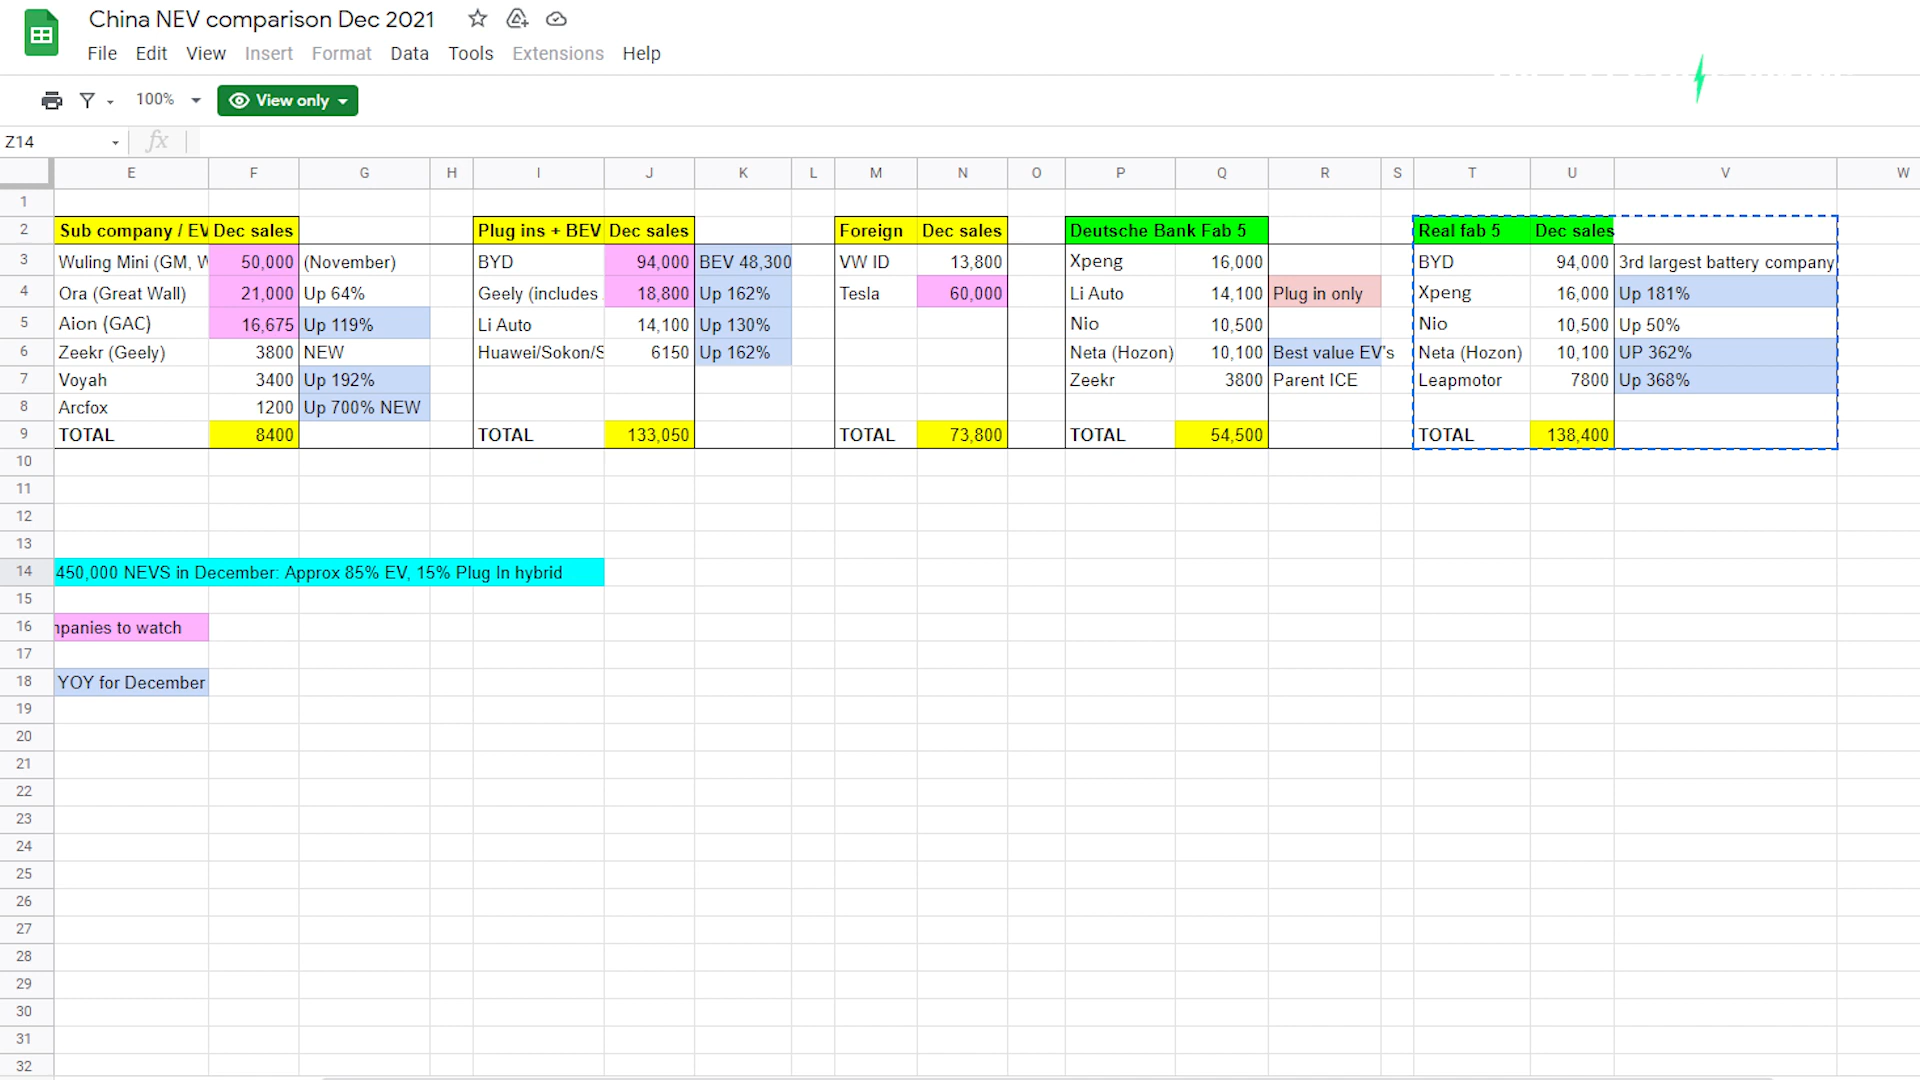 China NEV comparison Dec 2021
File Edit View Insert Format Data Tools Extensions Help
100% View only
Z14 fx
E F G H I J K L M N O P Q R S T U V W
1
2 Sub company / EV Dec sales Plug ins + BEV Dec sales Foreign Dec sales Deutsche Bank Fab 5 Real fab 5 Dec sales
3 Wuling Mini (GM, W 50,000 (November) BYD 94,000 BEV 48,300 VW ID 13,800 Xpeng 16,000 BYD 94,000 3rd largest battery company
4 Ora (Great Wall) 21,000 Up 64% Geely (includes 18,800 Up 162% Tesla 60,000 Li Auto 14,100 Plug in only Xpeng 16,000 Up 181%
5 Aion (GAC) 16,675 Up 119% Li Auto 14,100 Up 130% Nio 10,500 Nio 10,500 Up 50%
6 Zeekr (Geely) 3800 NEW Huawei/Sokon/S 6150 Up 162% Neta (Hozon) 10,100 Best value EV's Neta (Hozon) 10,100 UP 362%
7 Voyah 3400 Up 192% Zeekr 3800 Parent ICE Leapmotor 7800 Up 368%
8 Arcfox 1200 Up 700% NEW
9 TOTAL 8400 TOTAL 133,050 TOTAL 73,800 TOTAL 54,500 TOTAL 138,400
10
11
12
13
14 450,000 NEVS in December: Approx 85% EV, 15% Plug In hybrid
15
16 mpanies to watch
17
18 YOY for December
19
20
21
22
23
24
25
26
27
28
29
30
31
32